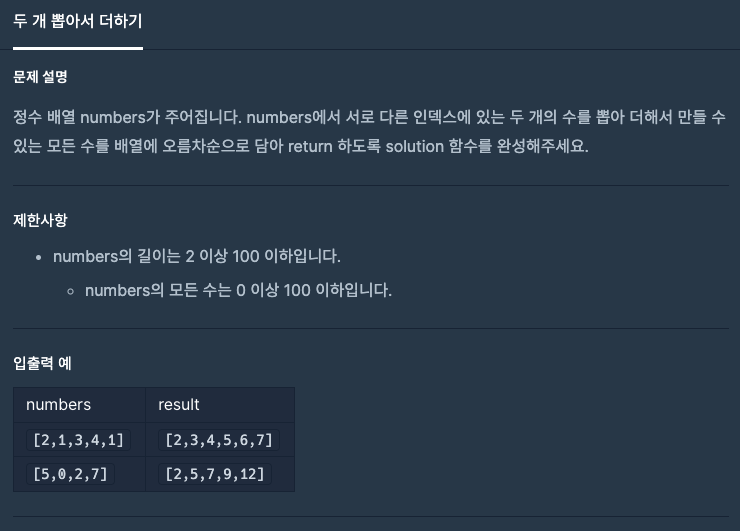 두 개 뽑아서 더하기
문제 설명
정수 배열 numbers가 주어집니다. numbers에서 서로 다른 인덱스에 있는 두 개의 수를 뽑아 더해서 만들 수
있는 모든 수를 배열에 오름차순으로 담아 return 하도록 solution 함수를 완성해주세요.
제한사항
• numbers의 길이는 2 이상 100 이하입니다.
◦ numbers의 모든 수는 0 이상 100 이하입니다.
입출력 예
numbers result
[2,1,3,4,1] [2,3,4,5,6,7]
[5,0,2,7] [2,5,7,9,12]